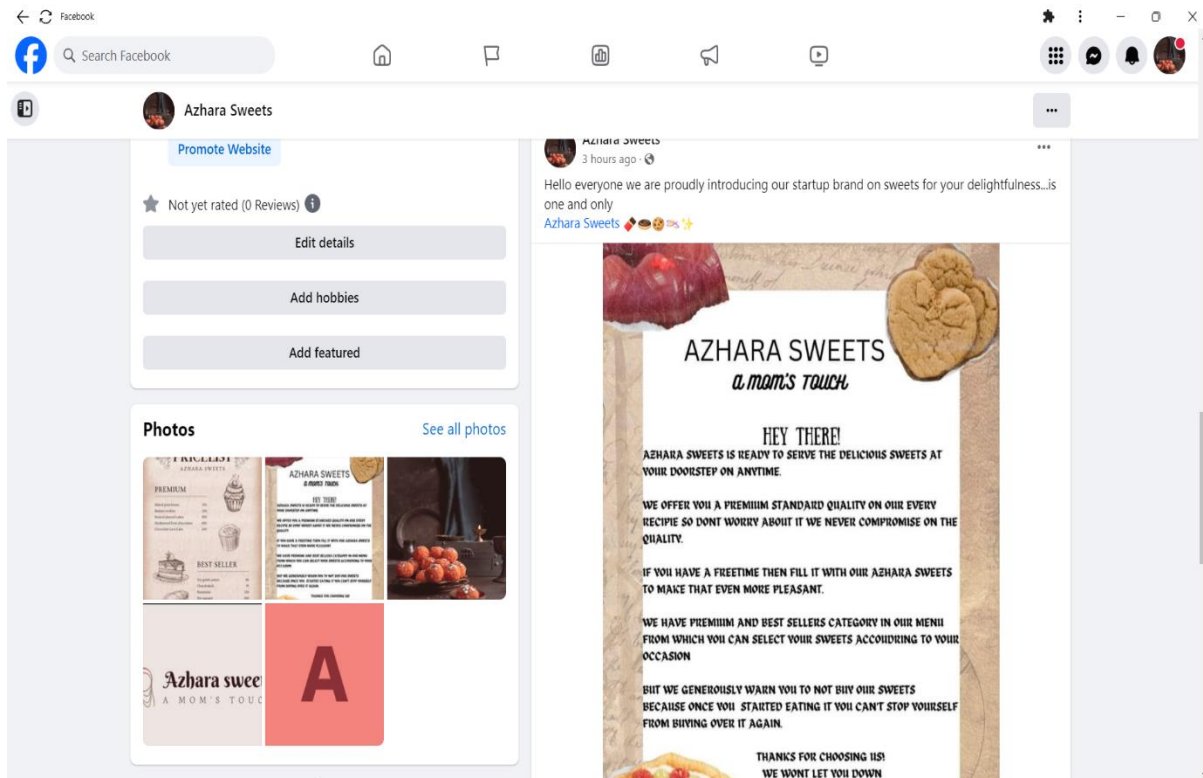 Facebook
Search Facebook
Azhara Sweets
Promote Website
Not yet rated (0 Reviews)
Edit details
Add hobbies
Add featured
Photos
See all photos
PRICELIST
AZHARA SWEETS
PREMIUM
BEST SELLER
AZHARA SWEETS
a mom's touch
HEY THERE!
Azhara swee
A MOM'S TOUC
A
Azhara Sweets
3 hours ago
Hello everyone we are proudly introducing our startup brand on sweets for your delightfulness...is
one and only
Azhara Sweets
AZHARA SWEETS
a mom's touch
HEY THERE!
AZHARA SWEETS IS READY TO SERVE THE DELICIOUS SWEETS AT
YOUR DOORSTEP ON ANYTIME.
WE OFFER YOU A PREMIUM STANDARD QUALITY ON OUR EVERY
RECIPIE SO DONT WORRY ABOUT IT WE NEVER COMPROMISE ON THE
QUALITY.
IF YOU HAVE A FREETIME THEN FILL IT WITH OUR AZHARA SWEETS
TO MAKE THAT EVEN MORE PLEASANT.
WE HAVE PREMIUM AND BEST SELLERS CATEGORY IN OUR MENU
FROM WHICH YOU CAN SELECT YOUR SWEETS ACCOUDRING TO YOUR
OCCASION
BUT WE GENEROUSLY WARN YOU TO NOT BUY OUR SWEETS
BECAUSE ONCE YOU STARTED EATING IT YOU CAN'T STOP YOURSELF
FROM BUYING OVER IT AGAIN.
THANKS FOR CHOOSING US!
WE WONT LET YOU DOWN